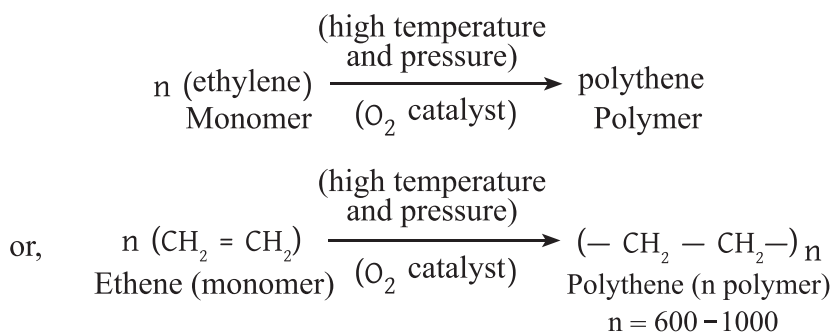 (high temperature
and pressure)
n (ethylene) polythene
Monomer (O₂ catalyst) Polymer
(high temperature
and pressure)
or, n (CH₂ = CH₂) (— CH₂ — CH₂—)ₙ
Ethene (monomer) (O₂ catalyst) Polythene (n polymer)
n = 600 –1000